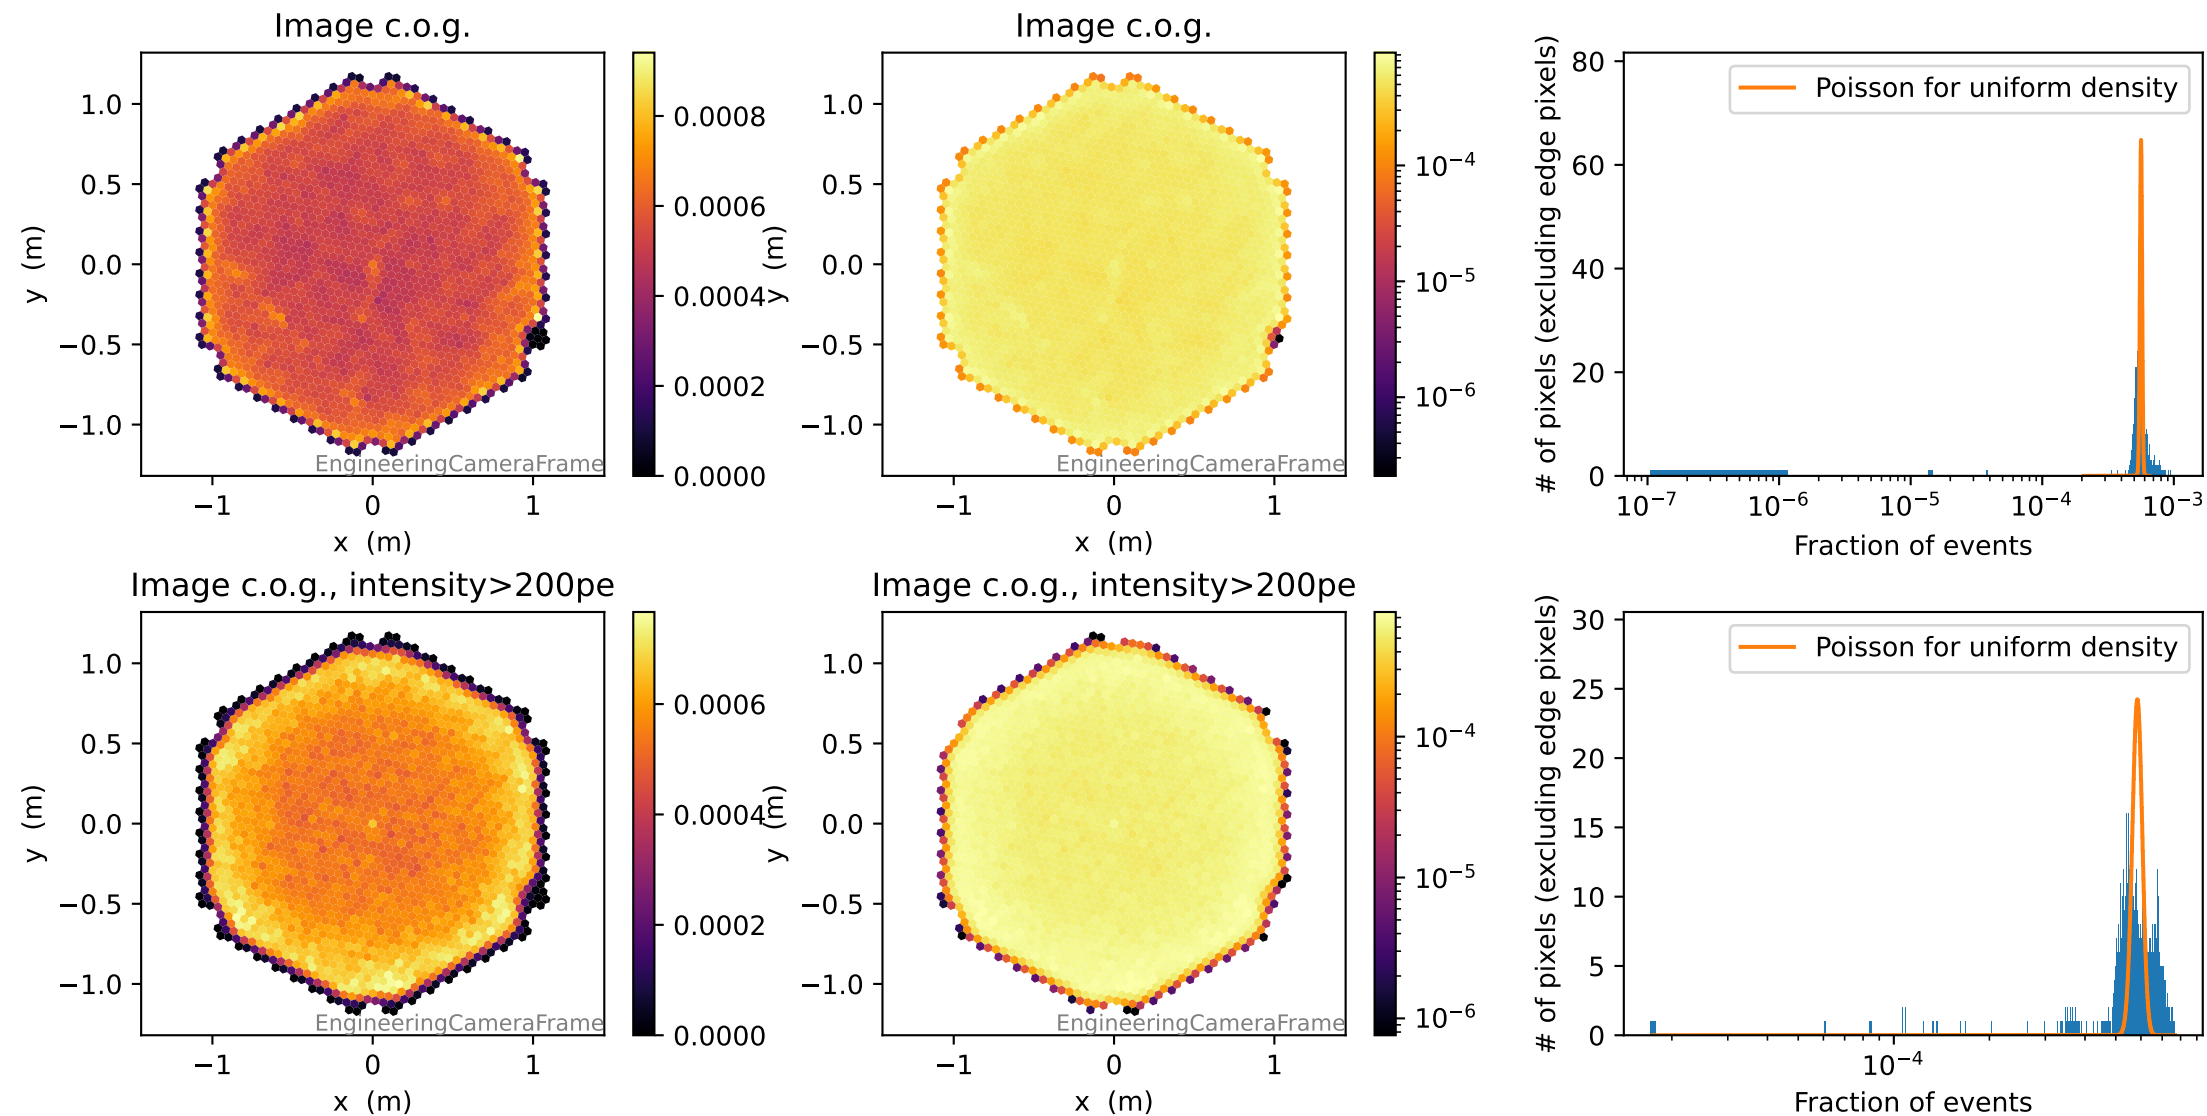 Image c.o.g.
1.0
0.5
0.0
−0.5
−1.0
y (m)
−1
0
1
x (m)
EngineeringCameraFrame
0.0008
0.0006
0.0004
0.0002
0.0000
Image c.o.g.
1.0
0.5
0.0
−0.5
−1.0
y (m)
−1
0
1
x (m)
EngineeringCameraFrame
10⁻⁴
10⁻⁵
10⁻⁶
# of pixels (excluding edge pixels)
80
60
40
20
0
Poisson for uniform density
10⁻⁷
10⁻⁶
10⁻⁵
10⁻⁴
10⁻³
Fraction of events
Image c.o.g., intensity>200pe
1.0
0.5
0.0
−0.5
−1.0
y (m)
−1
0
1
x (m)
EngineeringCameraFrame
0.0006
0.0004
0.0002
0.0000
Image c.o.g., intensity>200pe
1.0
0.5
0.0
−0.5
−1.0
y (m)
−1
0
1
x (m)
EngineeringCameraFrame
10⁻⁴
10⁻⁵
10⁻⁶
# of pixels (excluding edge pixels)
30
25
20
15
10
5
0
Poisson for uniform density
10⁻⁴
Fraction of events